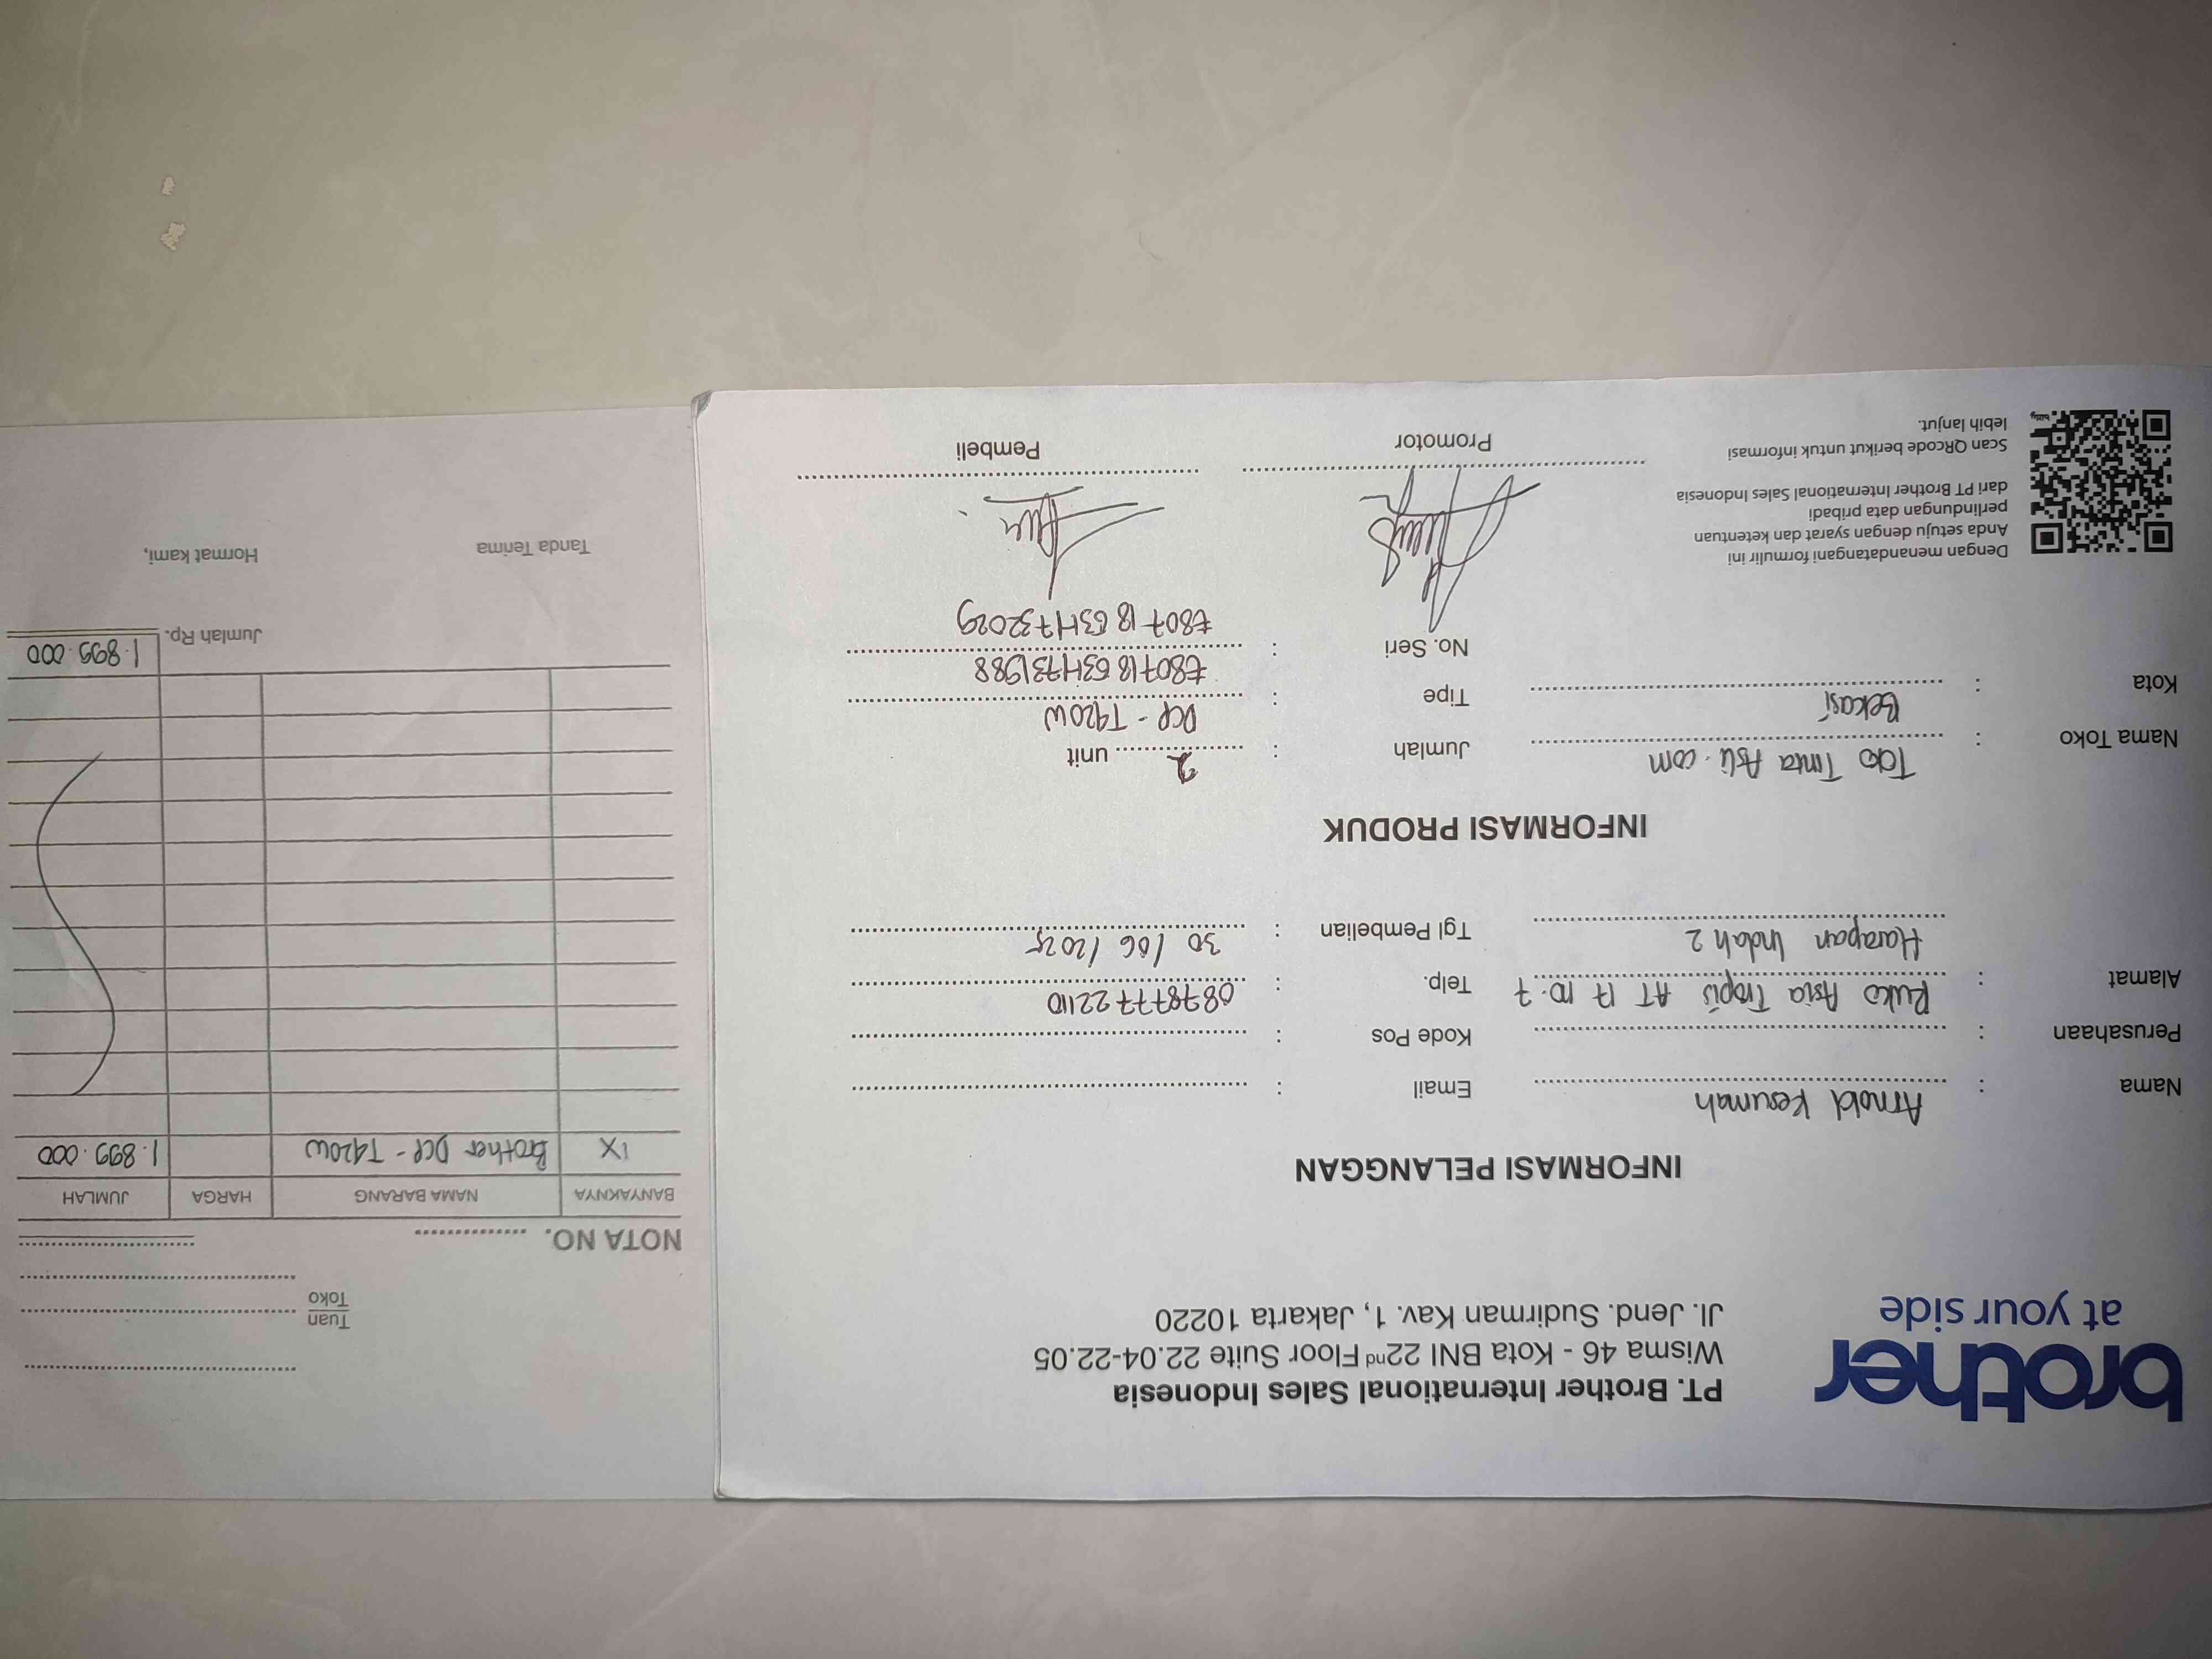 brother
at your side
PT. Brother International Sales Indonesia
Wisma 46 - Kota BNI 22nd Floor Suite 22.04-22.05
Jl. Jend. Sudirman Kav. 1, Jakarta 10220
INFORMASI PELANGGAN
Nama : Arnold Kesumah
Perusahaan :
Alamat : Ruko Asia Tropis AT 17 no. 7
Harapan Indah 2
Email :
Kode Pos :
Telp. : 0878777 22110
Tgl Pembelian : 30 / 06 / 2025
INFORMASI PRODUK
Nama Toko : Toko Tinta Asli. com
Kota : Bekasi
Jumlah : 2 unit
Tipe : DCP - T420W
No. Seri : E80718G3H731988
E80718G3H732029
Dengan menandatangani formulir ini
Anda setuju dengan syarat dan ketentuan
perlindungan data pribadi
dari PT Brother International Sales Indonesia
Scan QRcode berikut untuk informasi
lebih lanjut.
Promotor
Pembeli
Tuan
Toko
NOTA NO.
BANYAKNYA NAMA BARANG HARGA JUMLAH
1X Brother DCP - T420W 1.899.000
Jumlah Rp. 1.899.000
Tanda Terima
Hormat kami,